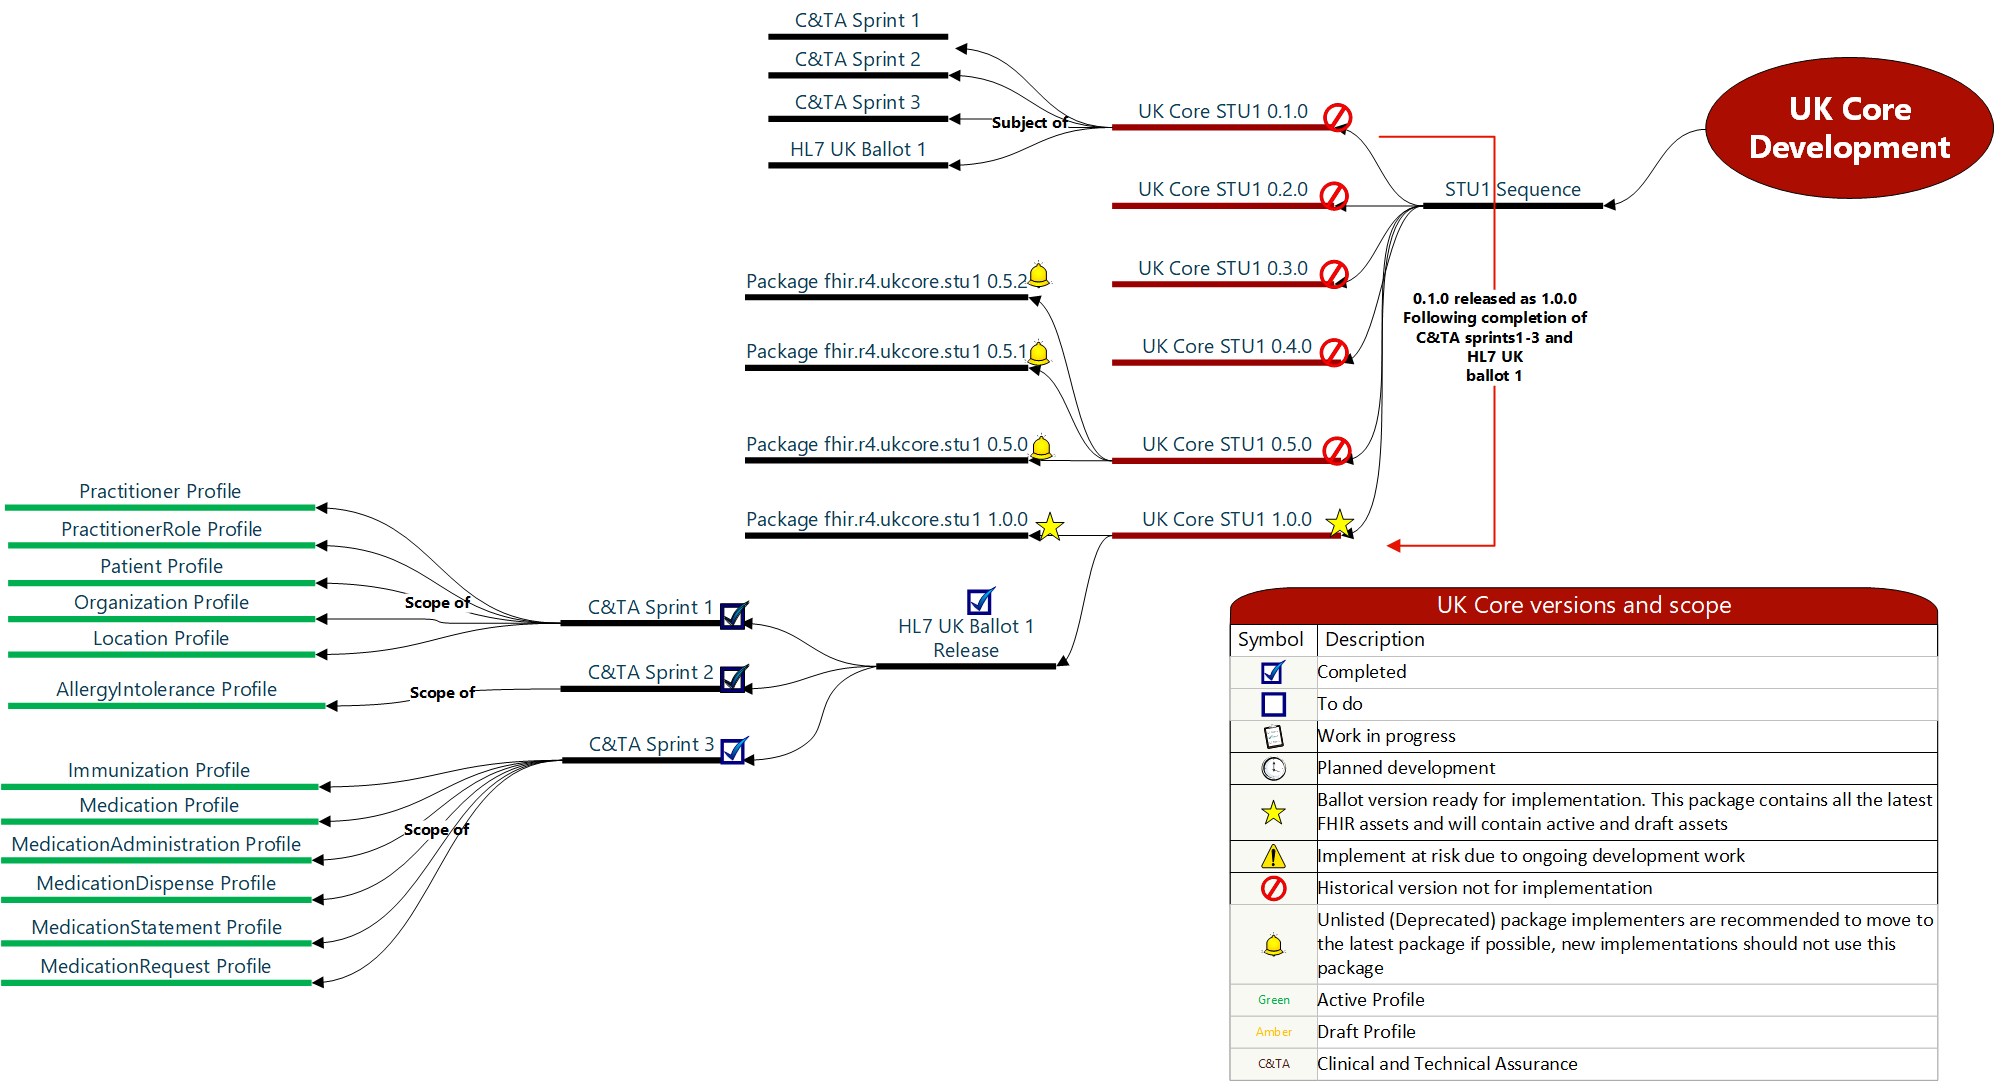 C&TA Sprint 1
C&TA Sprint 2
C&TA Sprint 3
HL7 UK Ballot 1
Subject of
UK Core STU1 0.1.0
UK Core STU1 0.2.0
UK Core STU1 0.3.0
UK Core STU1 0.4.0
UK Core STU1 0.5.0
UK Core STU1 1.0.0
STU1 Sequence
UK Core
Development
0.1.0 released as 1.0.0
Following completion of
C&TA sprints1-3 and
HL7 UK
ballot 1
Package fhir.r4.ukcore.stu1 0.5.2
Package fhir.r4.ukcore.stu1 0.5.1
Package fhir.r4.ukcore.stu1 0.5.0
Package fhir.r4.ukcore.stu1 1.0.0
HL7 UK Ballot 1
Release
C&TA Sprint 1
C&TA Sprint 2
C&TA Sprint 3
Scope of
Scope of
Scope of
Practitioner Profile
PractitionerRole Profile
Patient Profile
Organization Profile
Location Profile
AllergyIntolerance Profile
Immunization Profile
Medication Profile
MedicationAdministration Profile
MedicationDispense Profile
MedicationStatement Profile
MedicationRequest Profile
UK Core versions and scope
Symbol Description
Completed
To do
Work in progress
Planned development
Ballot version ready for implementation. This package contains all the latest
FHIR assets and will contain active and draft assets
Implement at risk due to ongoing development work
Historical version not for implementation
Unlisted (Deprecated) package implementers are recommended to move to
the latest package if possible, new implementations should not use this
package
Green Active Profile
Amber Draft Profile
C&TA Clinical and Technical Assurance